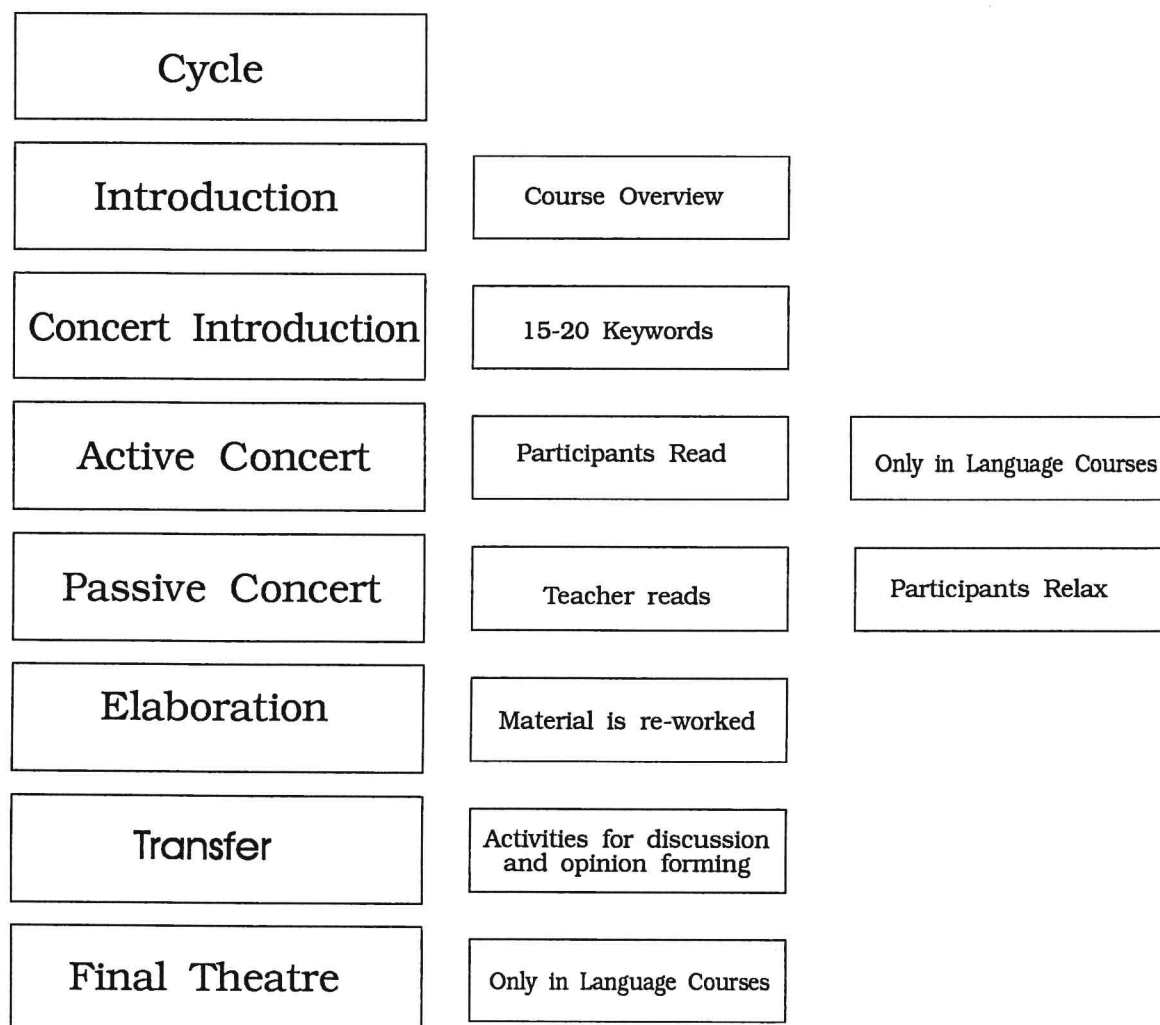 Cycle
Introduction
Course Overview
Concert Introduction
15-20 Keywords
Active Concert
Participants Read
Only in Language Courses
Passive Concert
Teacher reads
Participants Relax
Elaboration
Material is re-worked
Transfer
Activities for discussion
and opinion forming
Final Theatre
Only in Language Courses